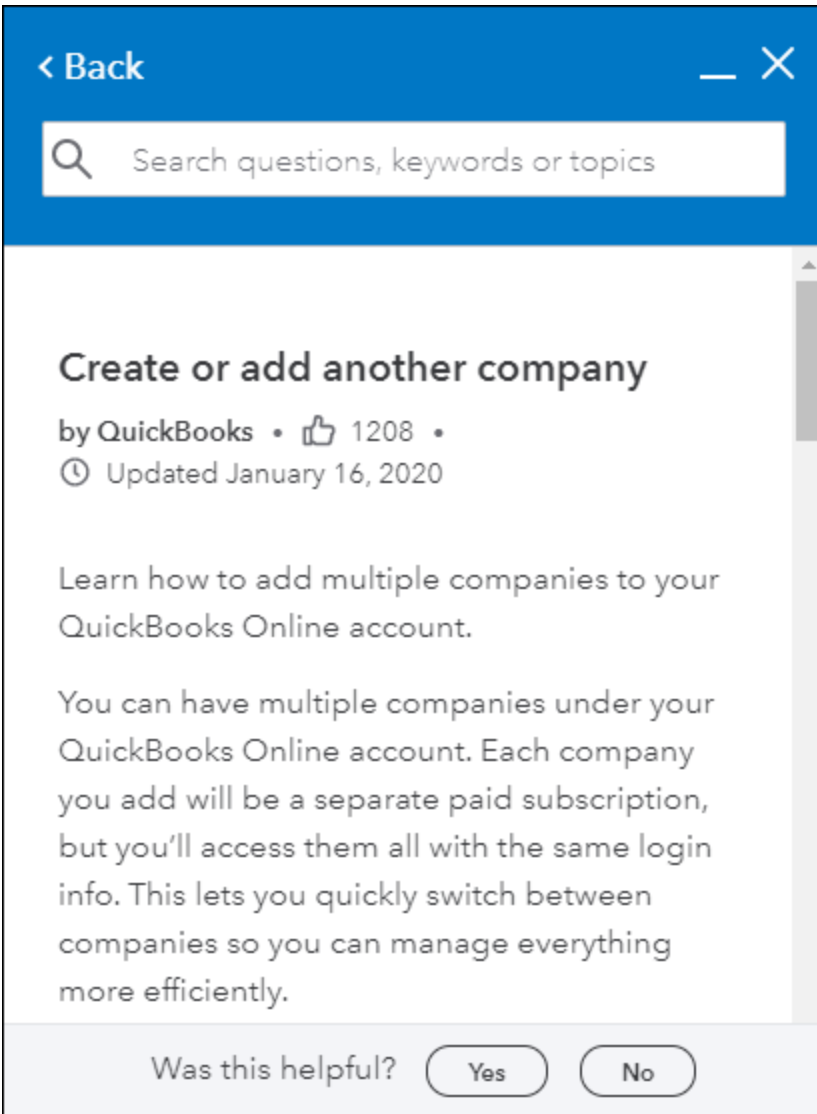 < Back
Search questions, keywords or topics
Create or add another company
by QuickBooks • 1208 •
Updated January 16, 2020
Learn how to add multiple companies to your
QuickBooks Online account.
You can have multiple companies under your
QuickBooks Online account. Each company
you add will be a separate paid subscription,
but you’ll access them all with the same login
info. This lets you quickly switch between
companies so you can manage everything
more efficiently.
Was this helpful? Yes No